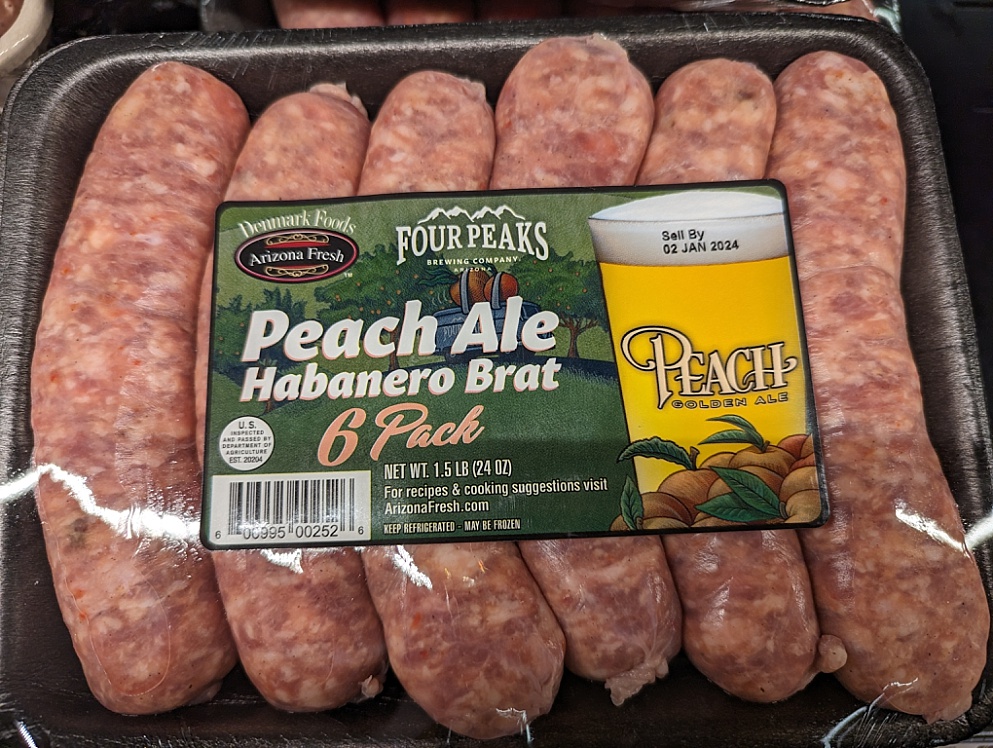 Denmark Foods
Arizona Fresh
TM
FOUR PEAKS
BREWING COMPANY
ARIZONA
Peach Ale
Habanero Brat
6 Pack
U.S.
INSPECTED
AND PASSED BY
DEPARTMENT OF
AGRICULTURE
EST. 20204
NET WT. 1.5 LB (24 OZ)
For recipes & cooking suggestions visit
ArizonaFresh.com
KEEP REFRIGERATED - MAY BE FROZEN
6 00995 00252 6
Sell By
02 JAN 2024
PEACH
GOLDEN ALE